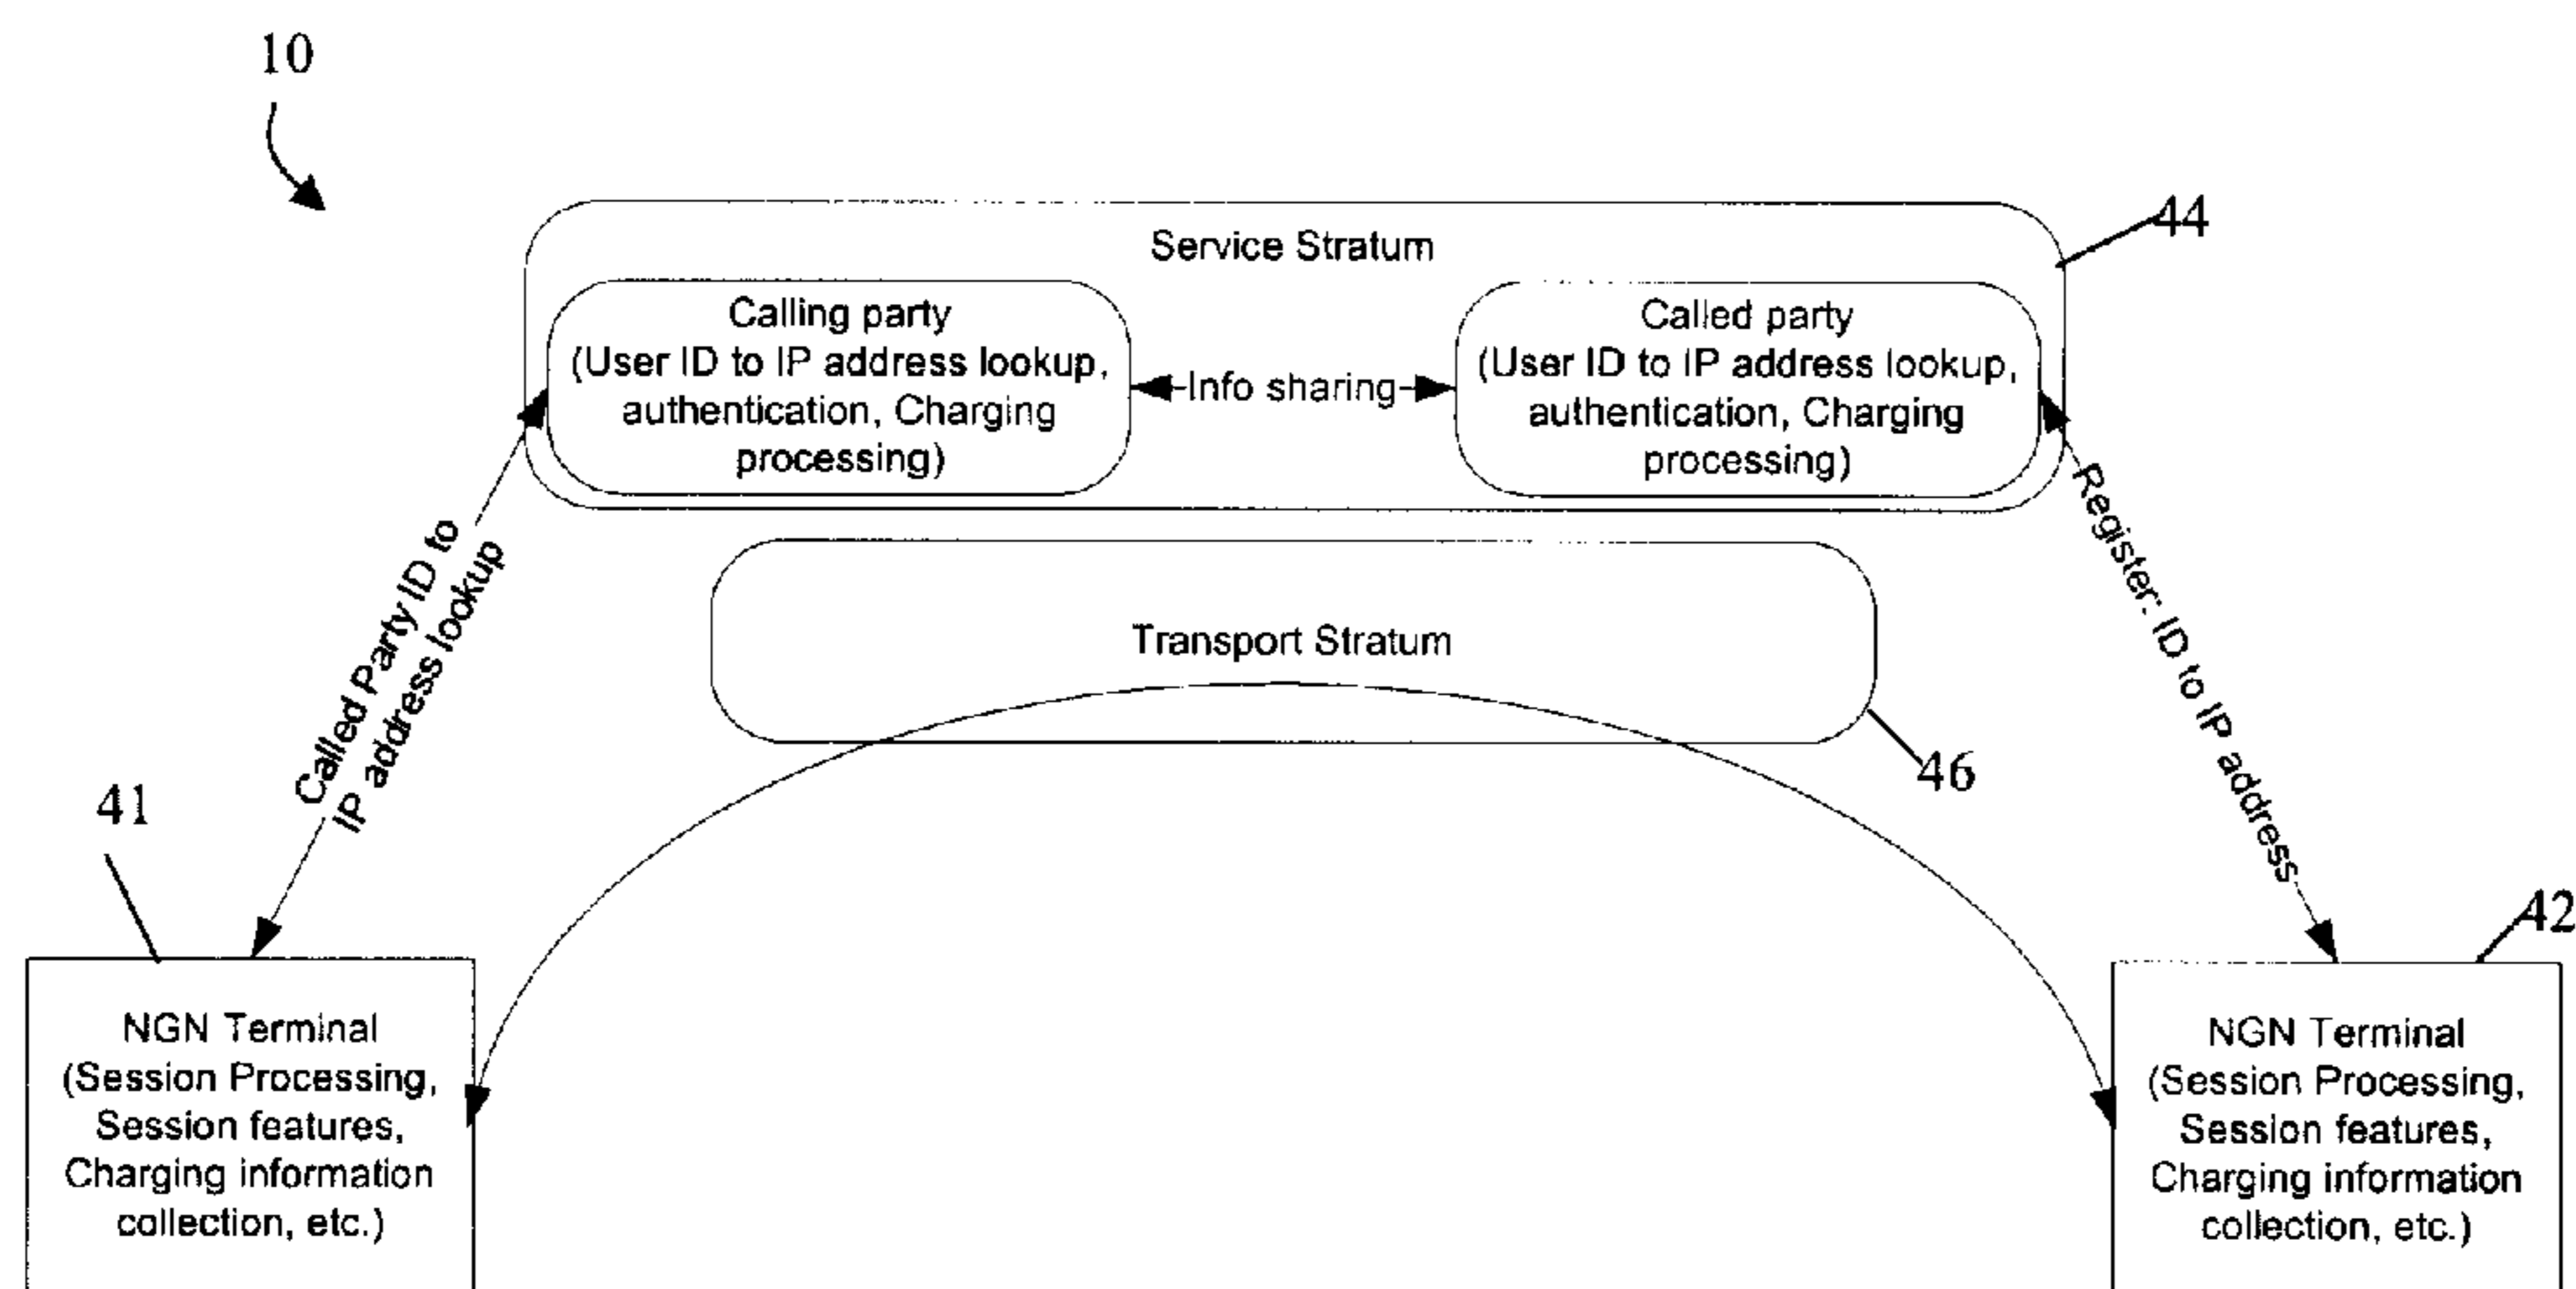 10
44
Service Stratum
Calling party
(User ID to IP address lookup,
authentication, Charging
processing)
Info sharing
Called party
(User ID to IP address lookup,
authentication, Charging
processing)
Called Party ID to
IP address lookup
Register: ID to IP address
Transport Stratum
46
41
42
NGN Terminal
(Session Processing,
Session features,
Charging information
collection, etc.)
NGN Terminal
(Session Processing,
Session features,
Charging information
collection, etc.)